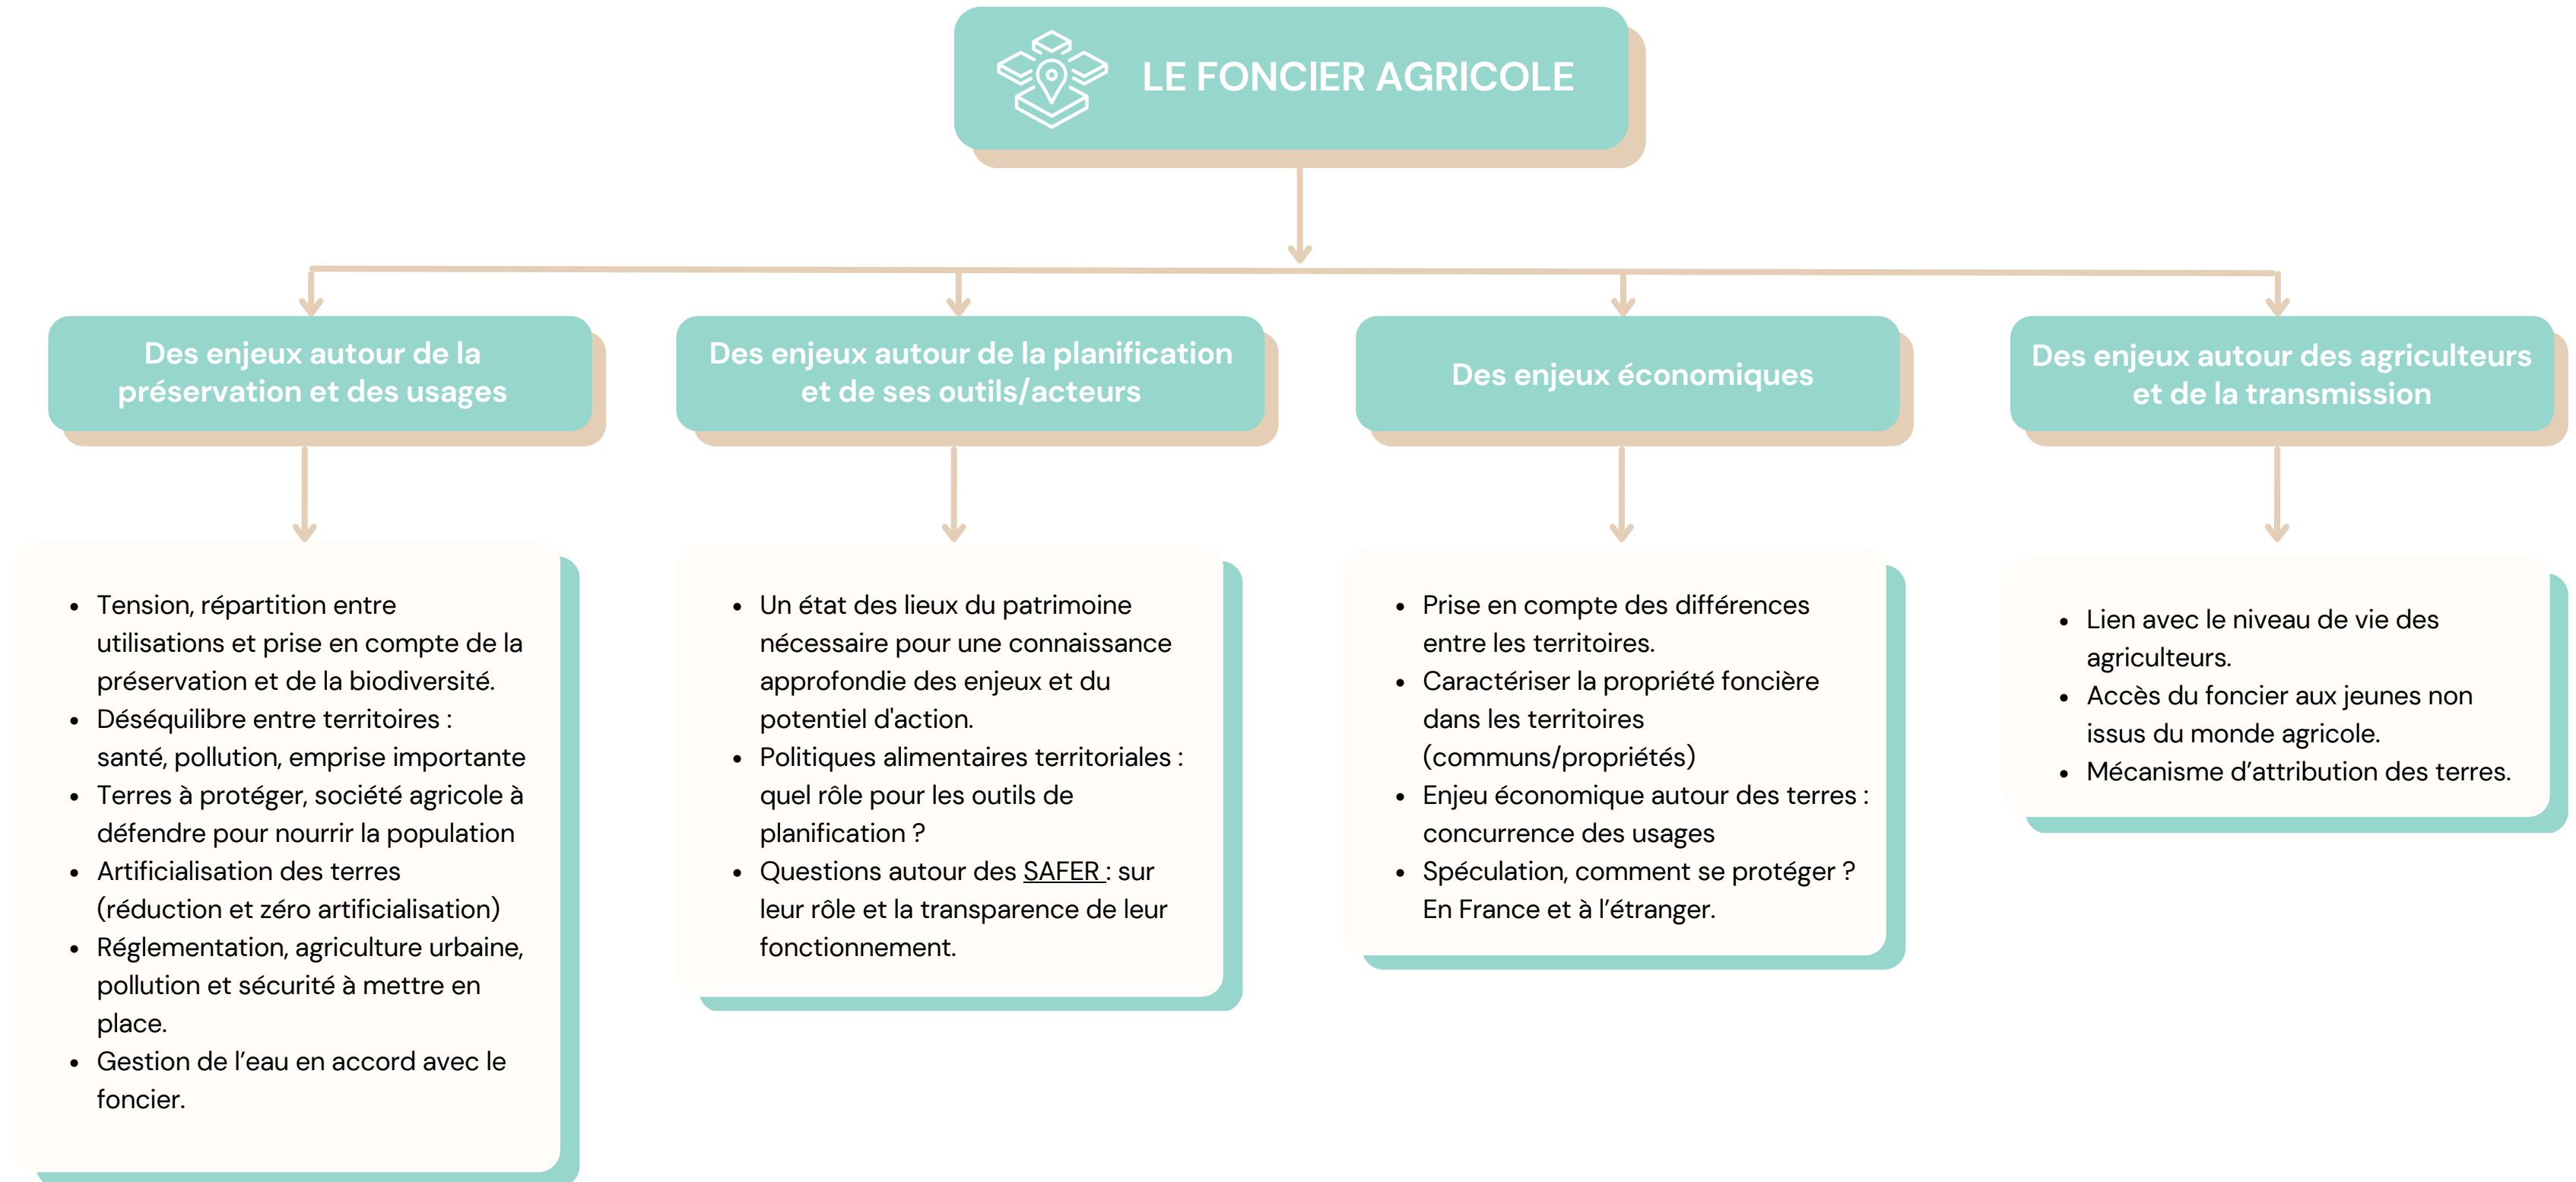 LE FONCIER AGRICOLE
Des enjeux autour de la
préservation et des usages
• Tension, répartition entre
utilisations et prise en compte de la
préservation et de la biodiversité.
• Déséquilibre entre territoires :
santé, pollution, emprise importante
• Terres à protéger, société agricole à
défendre pour nourrir la population
• Artificialisation des terres
(réduction et zéro artificialisation)
• Réglementation, agriculture urbaine,
pollution et sécurité à mettre en
place.
• Gestion de l’eau en accord avec le
foncier.
Des enjeux autour de la planification
et de ses outils/acteurs
• Un état des lieux du patrimoine
nécessaire pour une connaissance
approfondie des enjeux et du
potentiel d'action.
• Politiques alimentaires territoriales :
quel rôle pour les outils de
planification ?
• Questions autour des SAFER : sur
leur rôle et la transparence de leur
fonctionnement.
Des enjeux économiques
• Prise en compte des différences
entre les territoires.
• Caractériser la propriété foncière
dans les territoires
(communs/propriétés)
• Enjeu économique autour des terres :
concurrence des usages
• Spéculation, comment se protéger ?
En France et à l’étranger.
Des enjeux autour des agriculteurs
et de la transmission
• Lien avec le niveau de vie des
agriculteurs.
• Accès du foncier aux jeunes non
issus du monde agricole.
• Mécanisme d’attribution des terres.